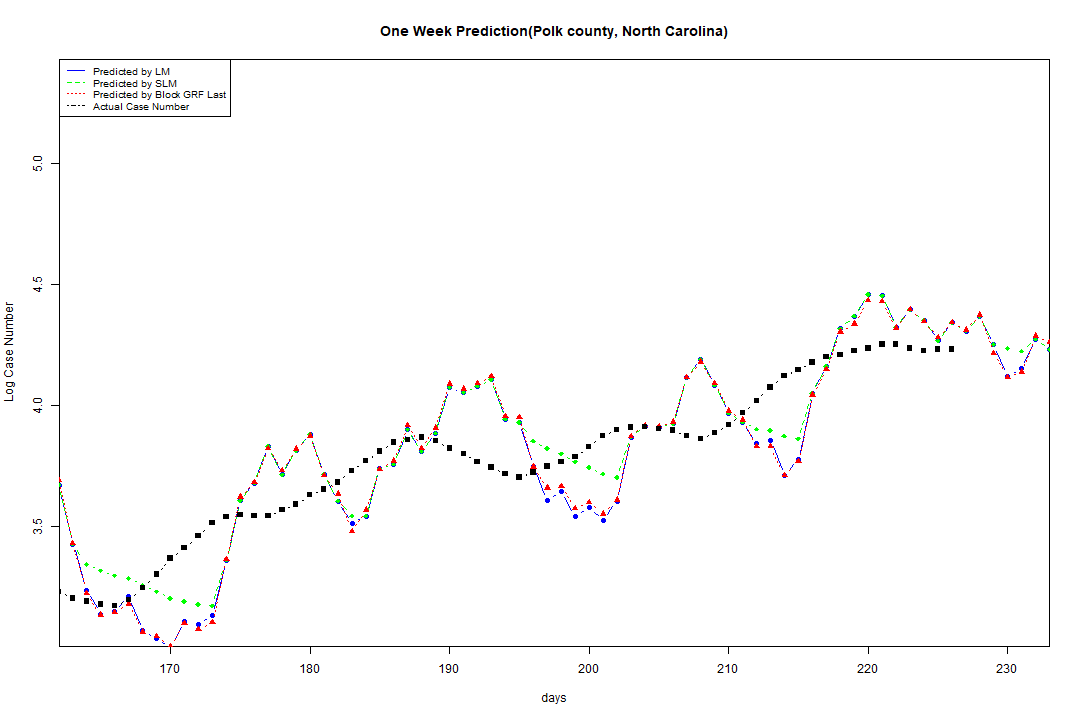 One Week Prediction(Polk county, North Carolina)
Predicted by LM
Predicted by SLM
Predicted by Block GRF Last
Actual Case Number
5.0
4.5
4.0
3.5
Log Case Number
170 180 190 200 210 220 230
days